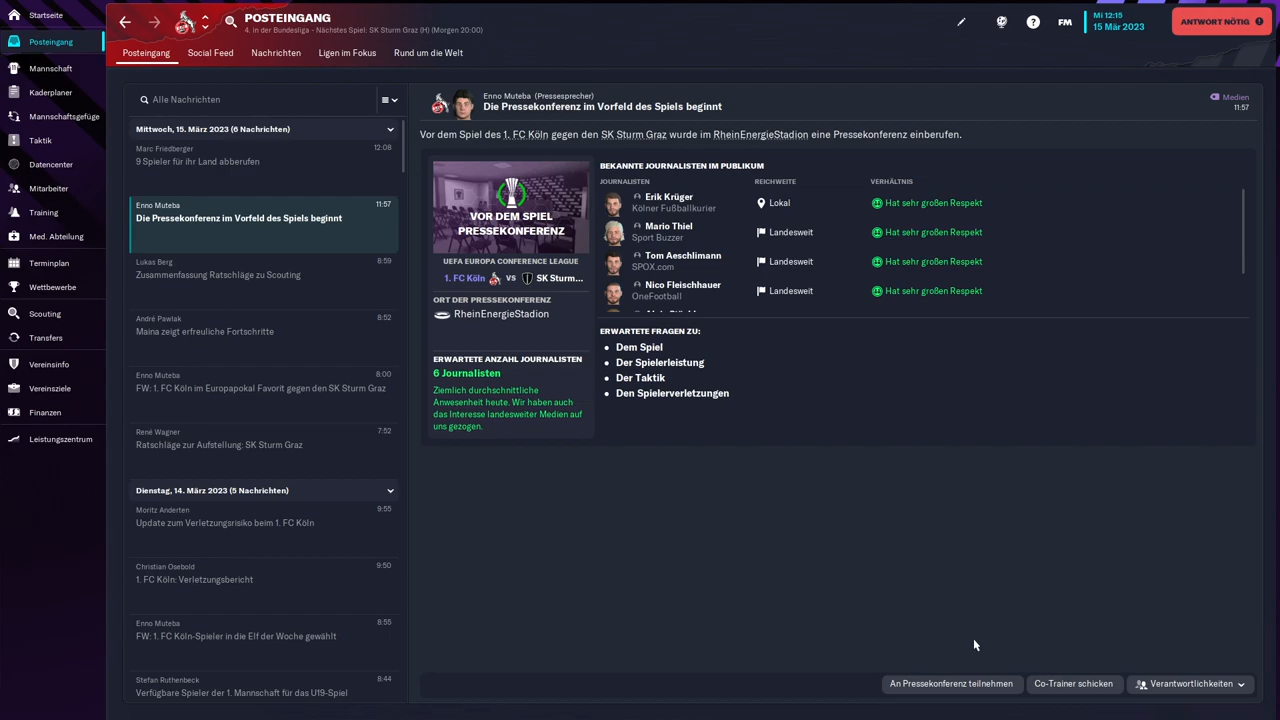 Startseite
Posteingang
Mannschaft
Kaderplaner
Mannschaftsgefüge
Taktik
Datencenter
Mitarbeiter
Training
Med. Abteilung
Terminplan
Wettbewerbe
Scouting
Transfers
Vereinsinfo
Vereinsziele
Finanzen
Leistungszentrum
POSTEINGANG
4. in der Bundesliga - Nächstes Spiel: SK Sturm Graz (H) (Morgen 20:00)
FM
Mi 12:15
15 Mär 2023
ANTWORT NÖTIG
Posteingang
Social Feed
Nachrichten
Ligen im Fokus
Rund um die Welt
Alle Nachrichten
Mittwoch, 15. März 2023 (6 Nachrichten)
Marc Friedberger 12:08
9 Spieler für ihr Land abberufen
Enno Muteba 11:57
Die Pressekonferenz im Vorfeld des Spiels beginnt
Lukas Berg 8:59
Zusammenfassung Ratschläge zu Scouting
André Pawlak 8:52
Maina zeigt erfreuliche Fortschritte
Enno Muteba 8:00
FW: 1. FC Köln im Europapokal Favorit gegen den SK Sturm Graz
René Wagner 7:52
Ratschläge zur Aufstellung: SK Sturm Graz
Dienstag, 14. März 2023 (5 Nachrichten)
Moritz Anderten 9:55
Update zum Verletzungsrisiko beim 1. FC Köln
Christian Osebold 9:50
1. FC Köln: Verletzungsbericht
Enno Muteba 8:55
FW: 1. FC Köln-Spieler in die Elf der Woche gewählt
Stefan Ruthenbeck 8:44
Verfügbare Spieler der 1. Mannschaft für das U19-Spiel
Enno Muteba (Pressesprecher)
Die Pressekonferenz im Vorfeld des Spiels beginnt
Medien
11:57
Vor dem Spiel des 1. FC Köln gegen den SK Sturm Graz wurde im RheinEnergieStadion eine Pressekonferenz einberufen.
VOR DEM SPIEL
PRESSEKONFERENZ
UEFA EUROPA CONFERENCE LEAGUE
1. FC Köln VS SK Sturm...
ORT DER PRESSEKONFERENZ
RheinEnergieStadion
ERWARTETE ANZAHL JOURNALISTEN
6 Journalisten
Ziemlich durchschnittliche
Anwesenheit heute. Wir haben auch
das Interesse landesweiter Medien auf
uns gezogen.
BEKANNTE JOURNALISTEN IM PUBLIKUM
JOURNALISTEN REICHWEITE VERHÄLTNIS
Erik Krüger
Kölner Fußballkurier
Lokal
Hat sehr großen Respekt
Mario Thiel
Sport Buzzer
Landesweit
Hat sehr großen Respekt
Tom Aeschlimann
SPOX.com
Landesweit
Hat sehr großen Respekt
Nico Fleischhauer
OneFootball
Landesweit
Hat sehr großen Respekt
ERWARTETE FRAGEN ZU:
Dem Spiel
Der Spielerleistung
Der Taktik
Den Spielerverletzungen
An Pressekonferenz teilnehmen
Co-Trainer schicken
Verantwortlichkeiten